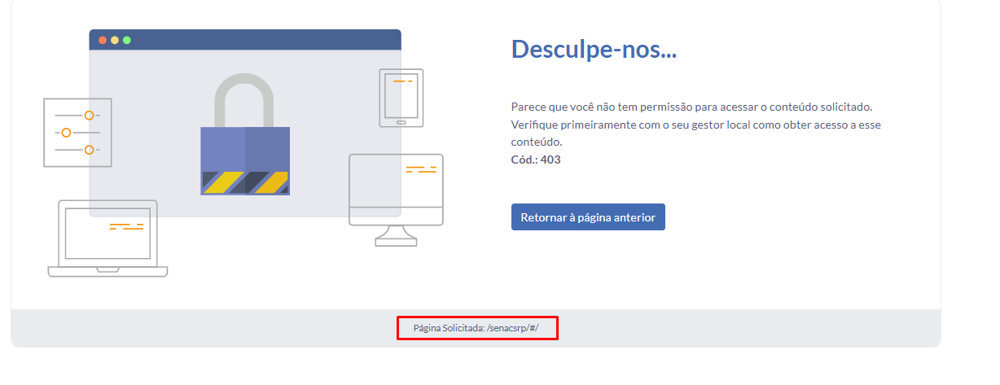 Desculpe-nos...
Parece que você não tem permissão para acessar o conteúdo solicitado.
Verifique primeiramente com o seu gestor local como obter acesso a esse
conteúdo.
Cód.: 403
Retornar à página anterior
Página Solicitada: /senacsrp/#/